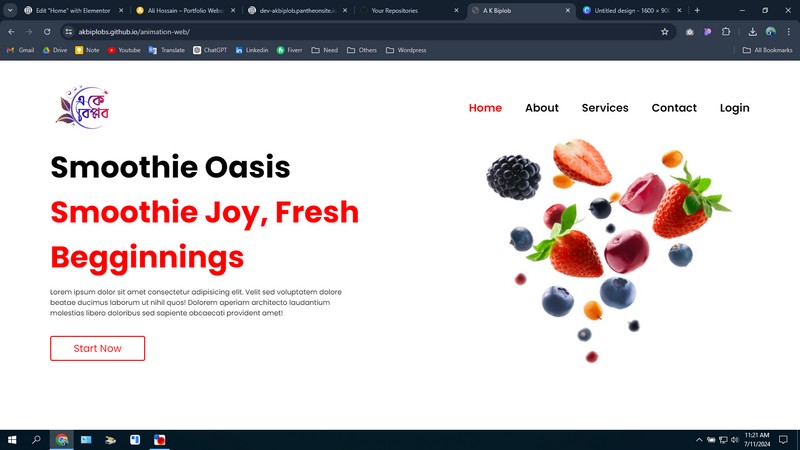 Edit "Home" with Elementor
Ali Hossain – Portfolio Webs
dev-akbiplob.pantheonsite.io
Your Repositories
A K Biplob
Untitled design - 1600 × 900
akbiplobs.github.io/animation-web/
Gmail
Drive
Note
Youtube
Translate
ChatGPT
Linkedin
Fiverr
Need
Others
Wordpress
All Bookmarks
একে
বিপ্লব
Home
About
Services
Contact
Login
Smoothie Oasis
Smoothie Joy, Fresh
Begginnings
Lorem ipsum dolor sit amet consectetur adipisicing elit. Velit sed voluptatem dolore
beatae ducimus laborum ut nihil quos! Dolorem aperiam architecto laudantium
molestias libero doloribus sed sapiente obcaecati provident amet!
Start Now
11:21 AM
7/11/2024